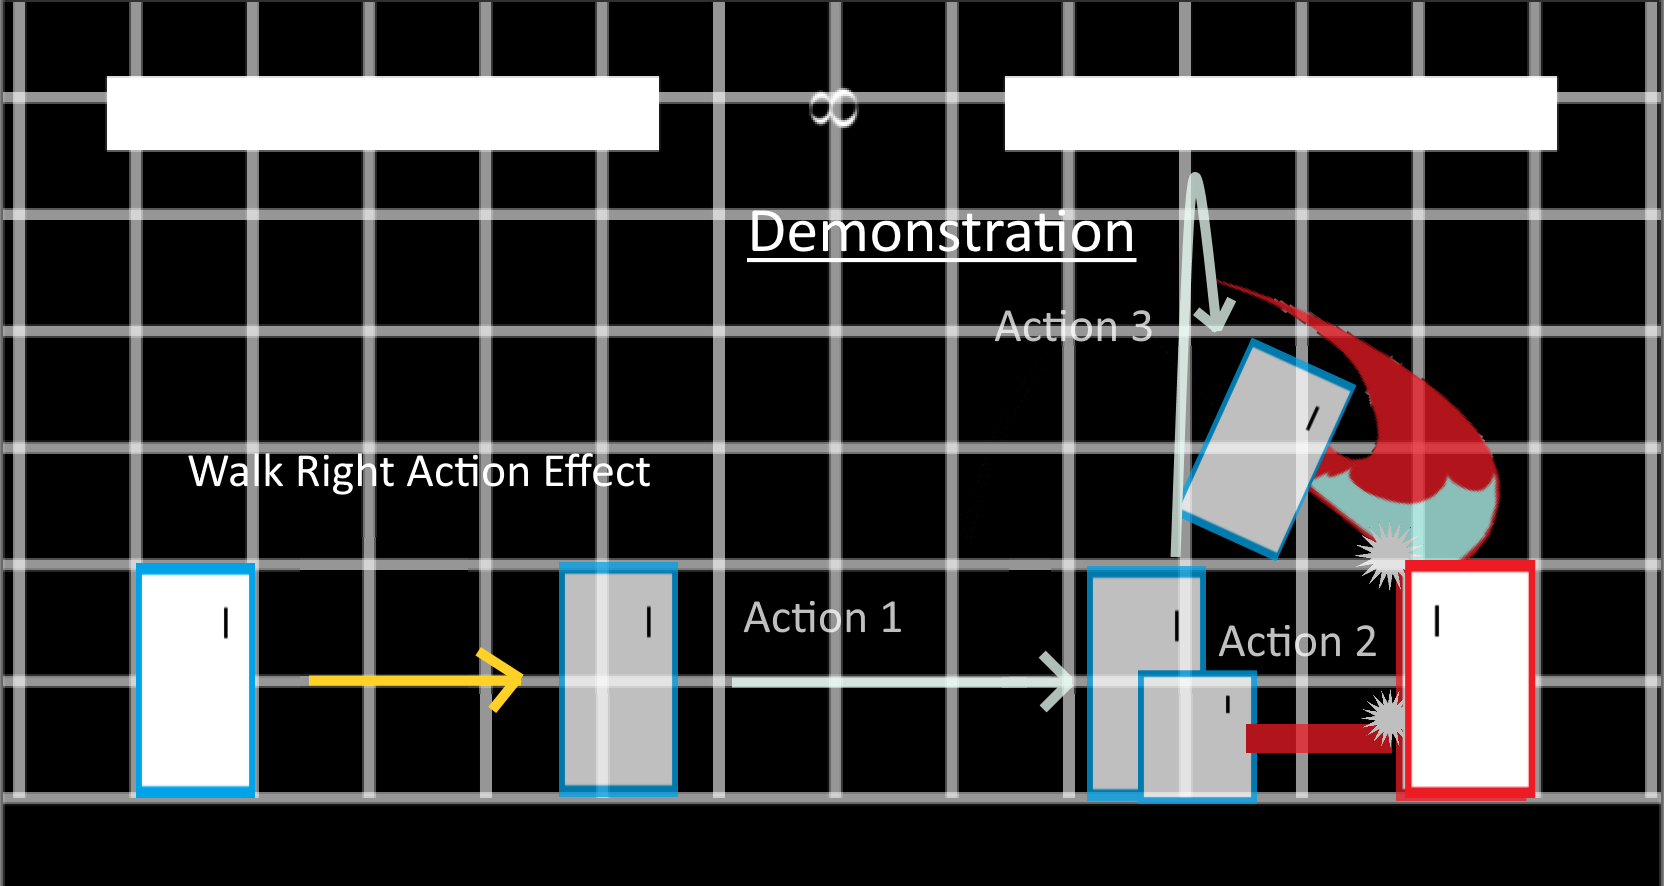 ∞
Demonstration
Action 3
Walk Right Action Effect
Action 1
Action 2